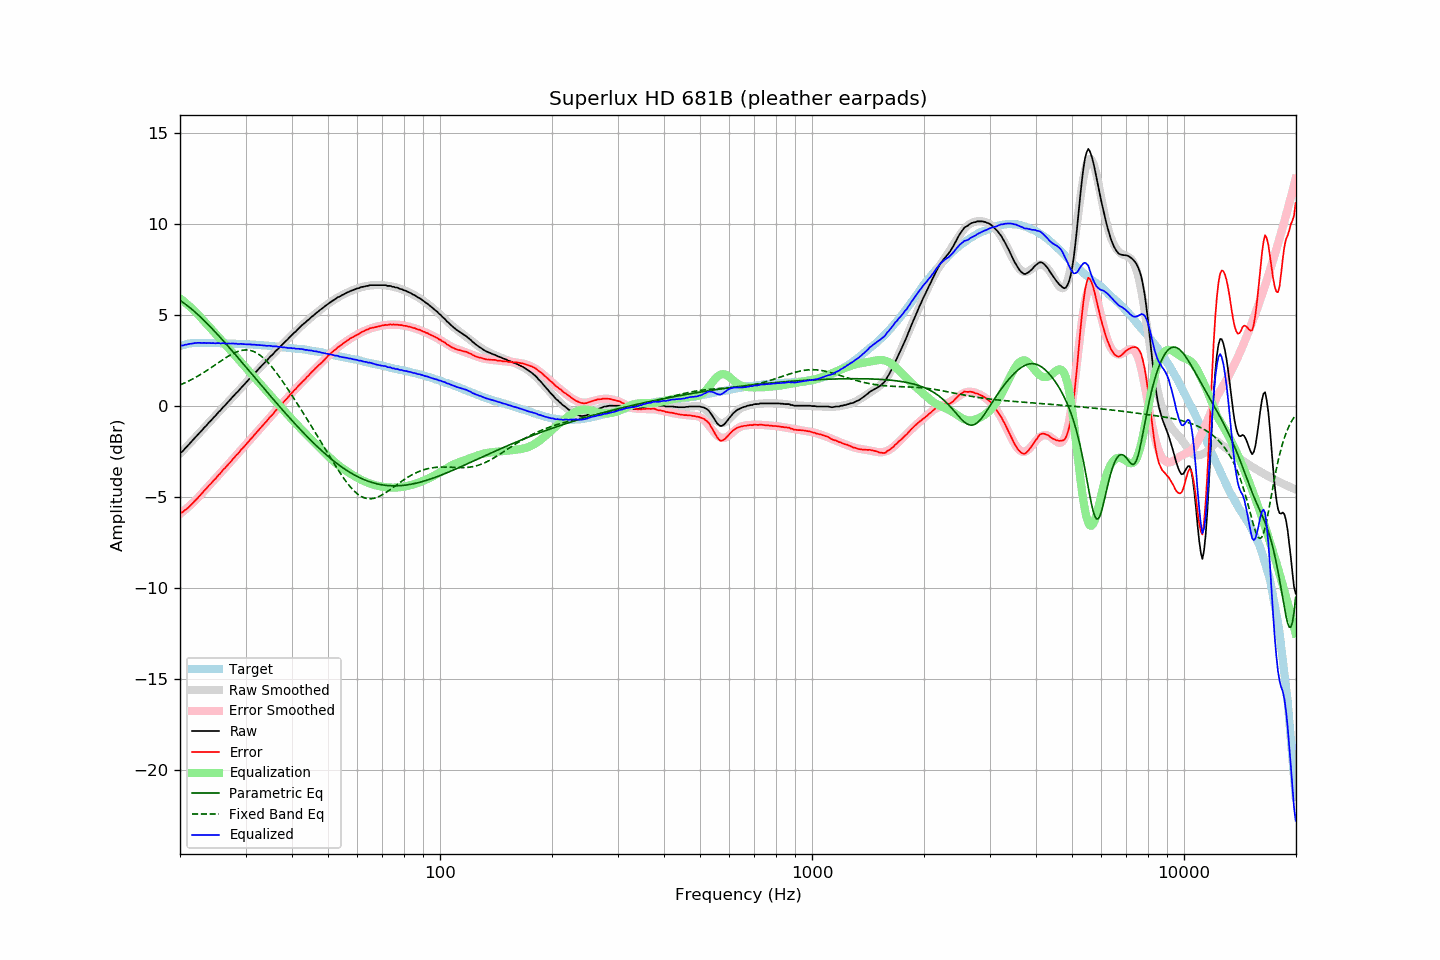 Superlux HD 681B (pleather earpads)
Amplitude (dBr)
15
10
5
0
−5
−10
−15
−20
Target
Raw Smoothed
Error Smoothed
Raw
Error
Equalization
Parametric Eq
Fixed Band Eq
Equalized
100
1000
10000
Frequency (Hz)